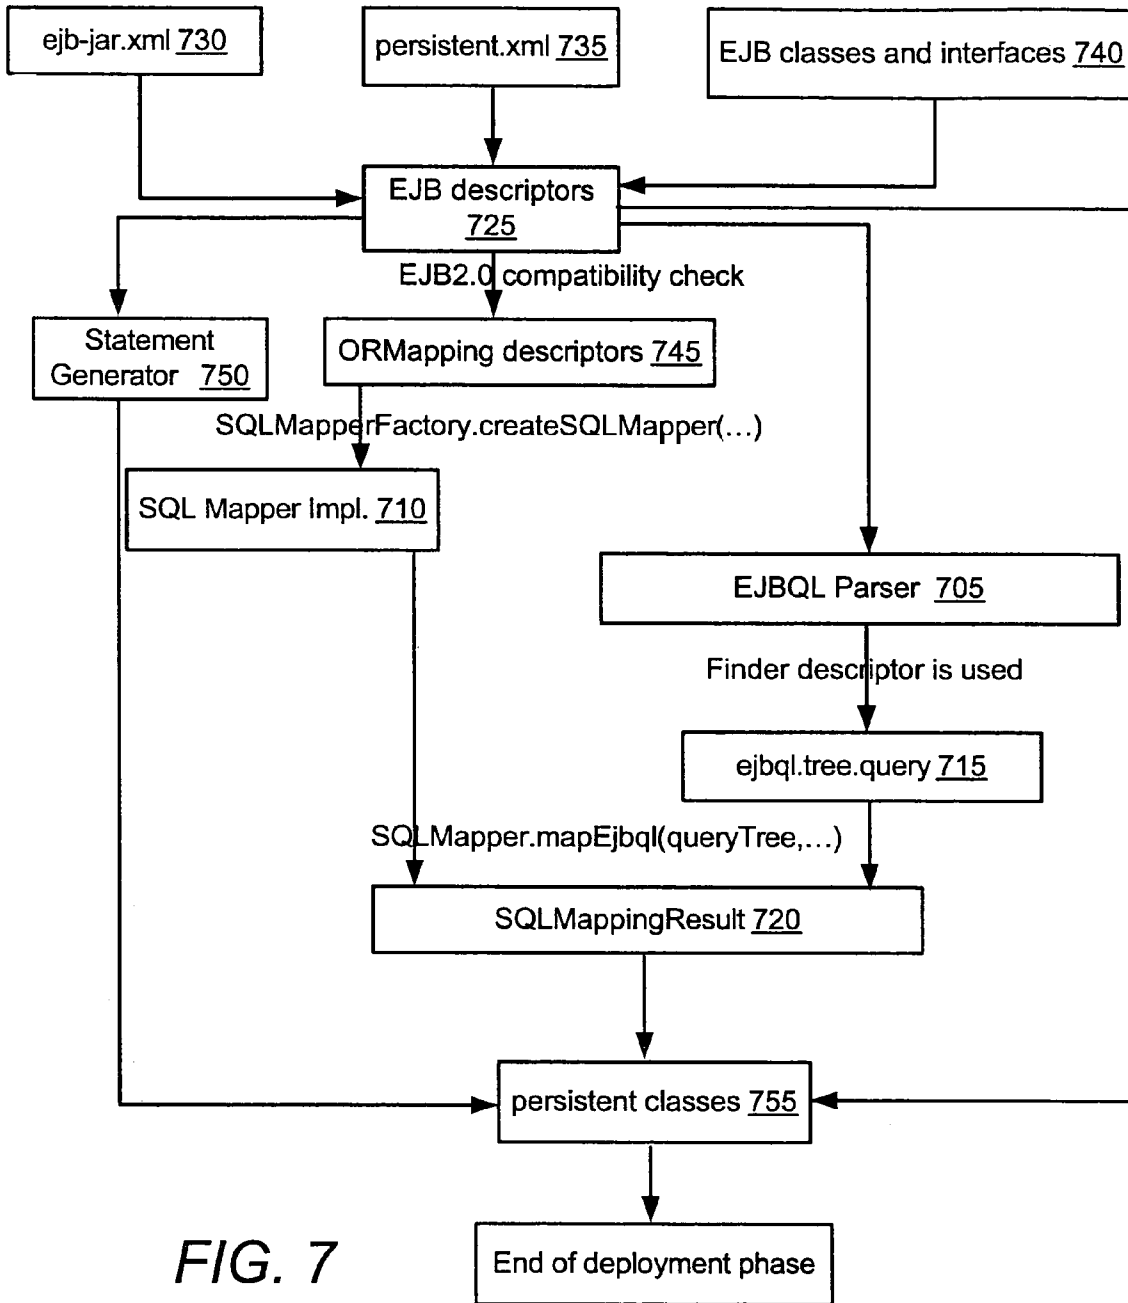 ejb-jar.xml 730
persistent.xml 735
EJB classes and interfaces 740
EJB descriptors
725
EJB2.0 compatibility check
Statement
Generator 750
ORMapping descriptors 745
SQLMapperFactory.createSQLMapper(...)
SQL Mapper Impl. 710
EJBQL Parser 705
Finder descriptor is used
ejbql.tree.query 715
SQLMapper.mapEjbql(queryTree,...)
SQLMappingResult 720
persistent classes 755
End of deployment phase
FIG. 7